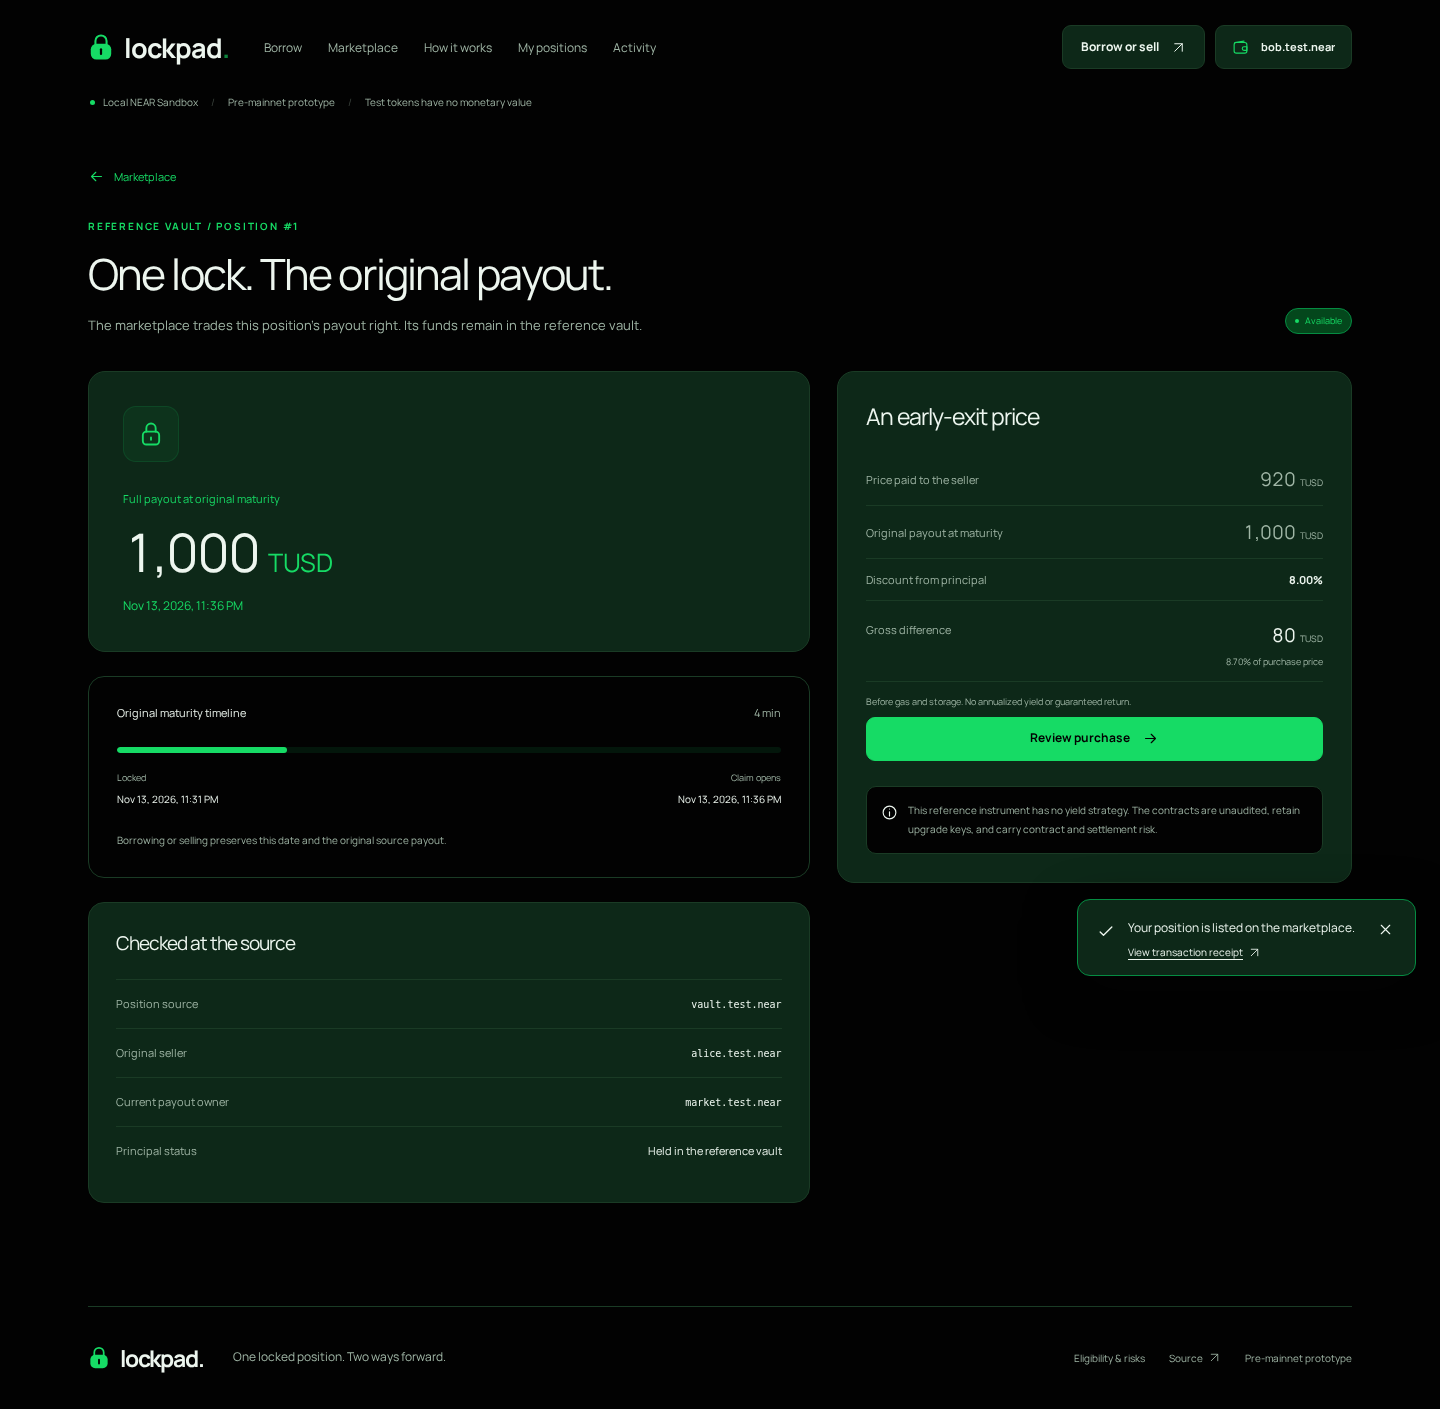 lockpad.
Borrow
Marketplace
How it works
My positions
Activity
Borrow or sell
bob.test.near
Local NEAR Sandbox / Pre-mainnet prototype / Test tokens have no monetary value
Marketplace
REFERENCE VAULT / POSITION #1
One lock. The original payout.
The marketplace trades this position's payout right. Its funds remain in the reference vault.
Available
Full payout at original maturity
1,000 TUSD
Nov 13, 2026, 11:36 PM
Original maturity timeline
4 min
Locked
Claim opens
Nov 13, 2026, 11:31 PM
Nov 13, 2026, 11:36 PM
Borrowing or selling preserves this date and the original source payout.
Checked at the source
Position source
vault.test.near
Original seller
alice.test.near
Current payout owner
market.test.near
Principal status
Held in the reference vault
An early-exit price
Price paid to the seller
920 TUSD
Original payout at maturity
1,000 TUSD
Discount from principal
8.00%
Gross difference
80 TUSD
8.70% of purchase price
Before gas and storage. No annualized yield or guaranteed return.
Review purchase
This reference instrument has no yield strategy. The contracts are unaudited, retain
upgrade keys, and carry contract and settlement risk.
Your position is listed on the marketplace.
View transaction receipt
lockpad.
One locked position. Two ways forward.
Eligibility & risks
Source
Pre-mainnet prototype